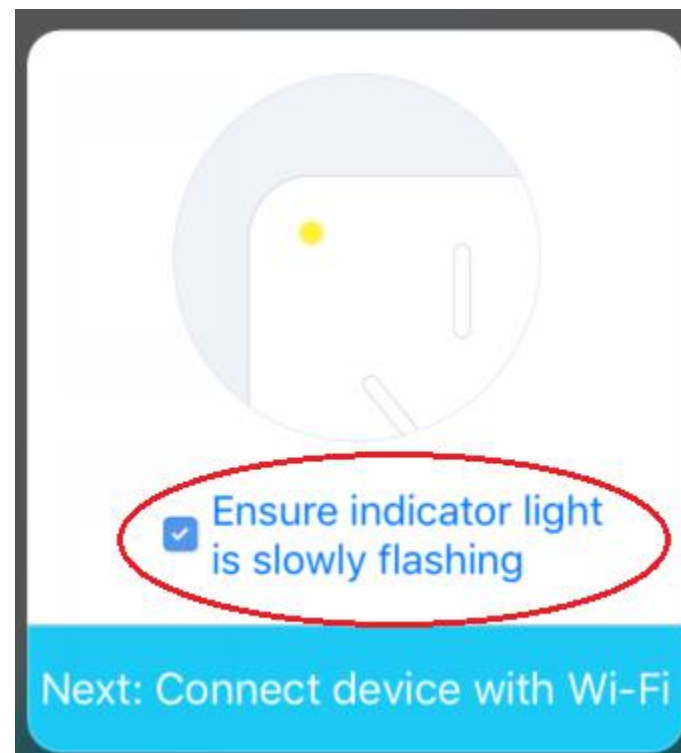 Ensure indicator light
is slowly flashing
Next: Connect device with Wi-Fi